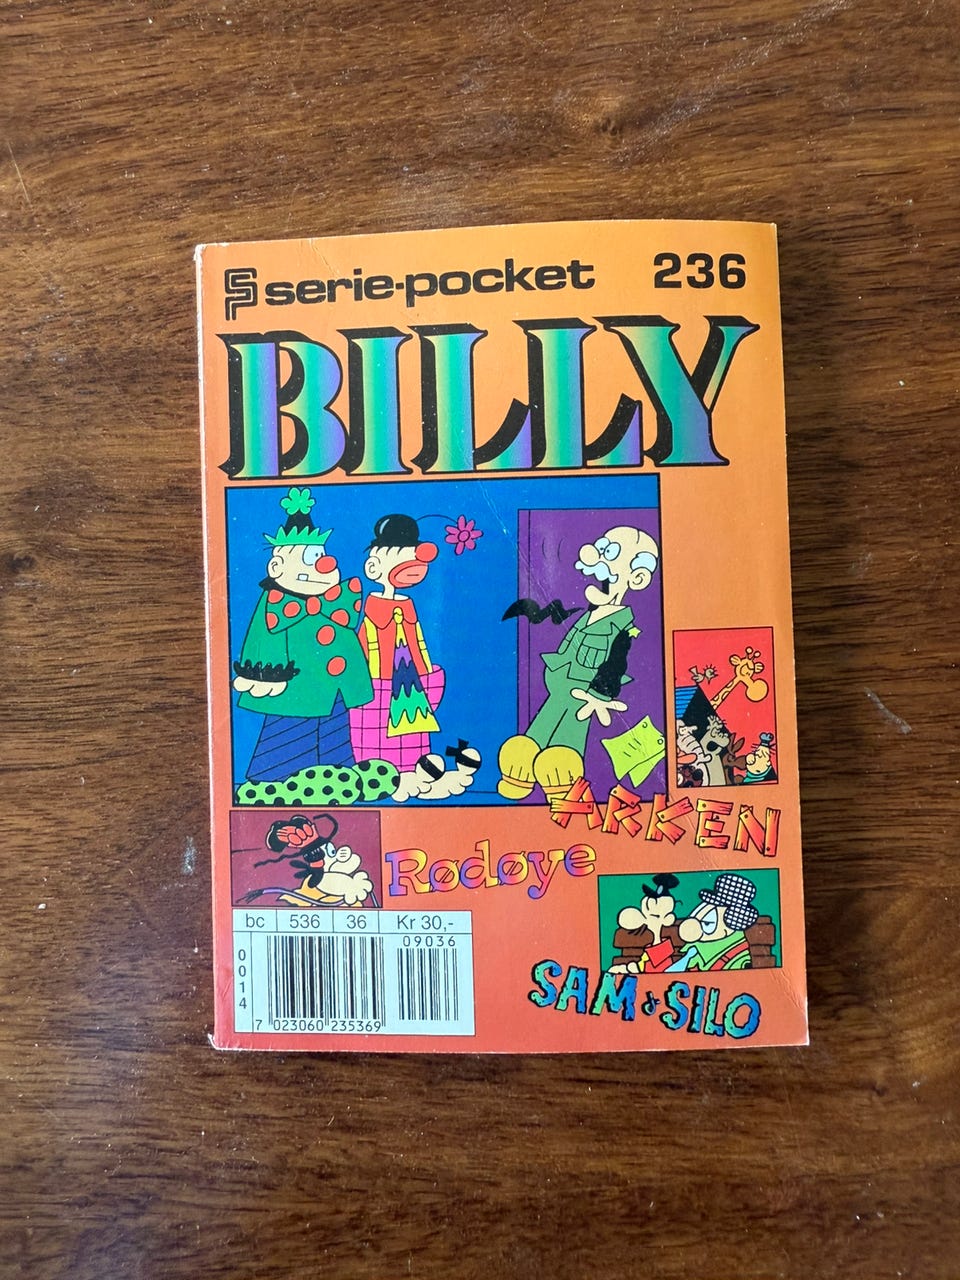 serie-pocket 236
BILLY
ARKEN
Rødøye
SAM & SILO
bc 536 36 Kr 30,-
09036
0014
7 023060 235369